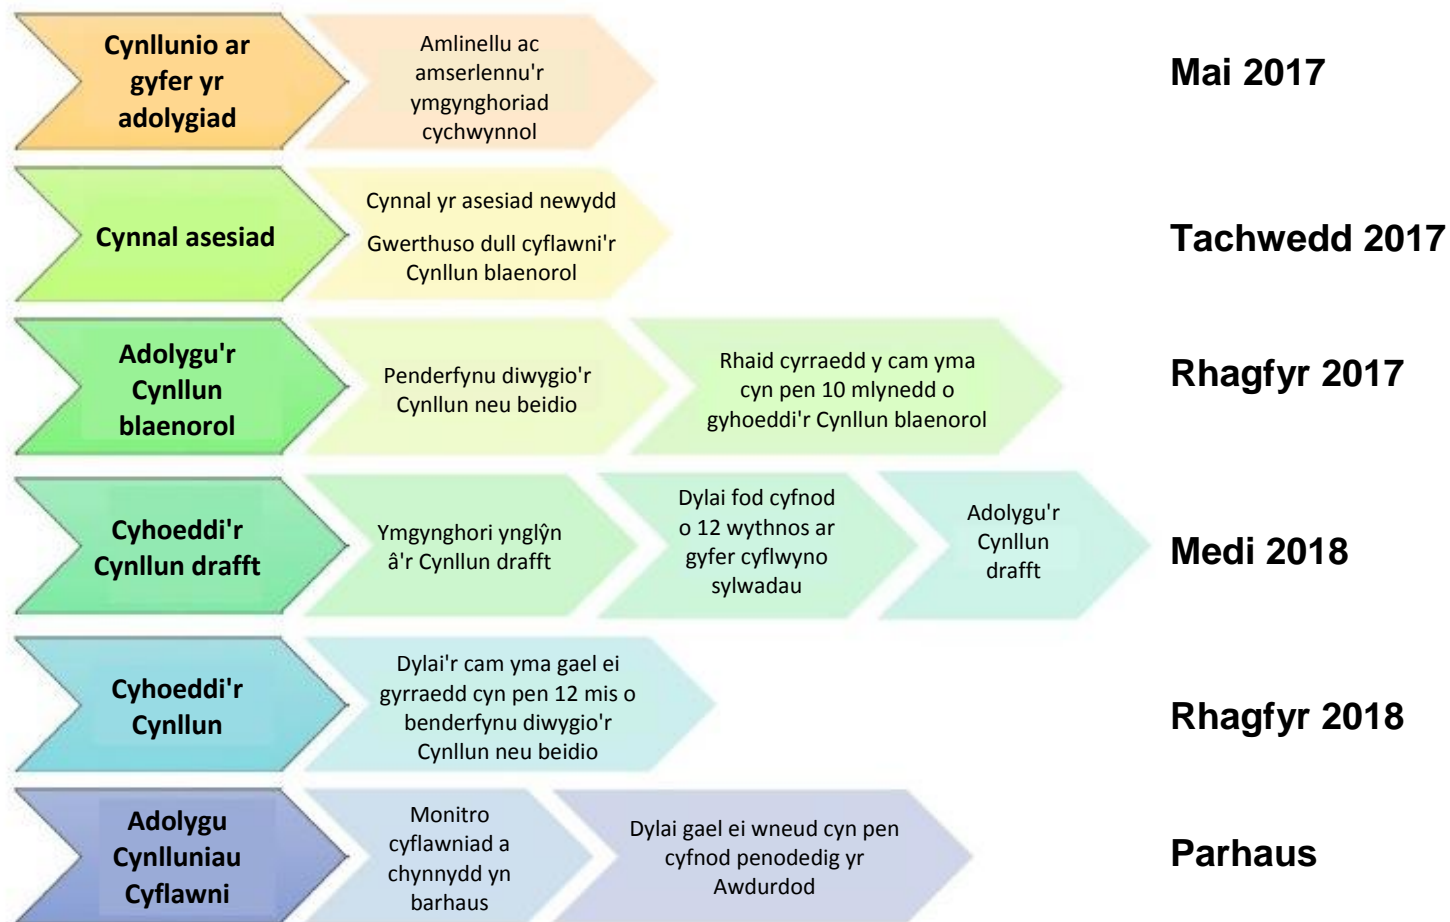 Cynllunio ar
gyfer yr
adolygiad
Amlinellu ac
amserlennu'r
ymgynghoriad
cychwynnol
Mai 2017
Cynnal asesiad
Cynnal yr asesiad newydd
Gwerthuso dull cyflawni'r
Cynllun blaenorol
Tachwedd 2017
Adolygu'r
Cynllun
blaenorol
Penderfynu diwygio'r
Cynllun neu beidio
Rhaid cyrraedd y cam yma
cyn pen 10 mlynedd o
gyhoeddi'r Cynllun blaenorol
Rhagfyr 2017
Cyhoeddi'r
Cynllun drafft
Ymgynghori ynglŷn
â'r Cynllun drafft
Dylai fod cyfnod
o 12 wythnos ar
gyfer cyflwyno
sylwadau
Adolygu'r
Cynllun
drafft
Medi 2018
Cyhoeddi'r
Cynllun
Dylai'r cam yma gael ei
gyrraedd cyn pen 12 mis o
benderfynu diwygio'r
Cynllun neu beidio
Rhagfyr 2018
Adolygu
Cynlluniau
Cyflawni
Monitro
cyflawniad a
chynnydd yn
barhaus
Dylai gael ei wneud cyn pen
cyfnod penodedig yr
Awdurdod
Parhaus